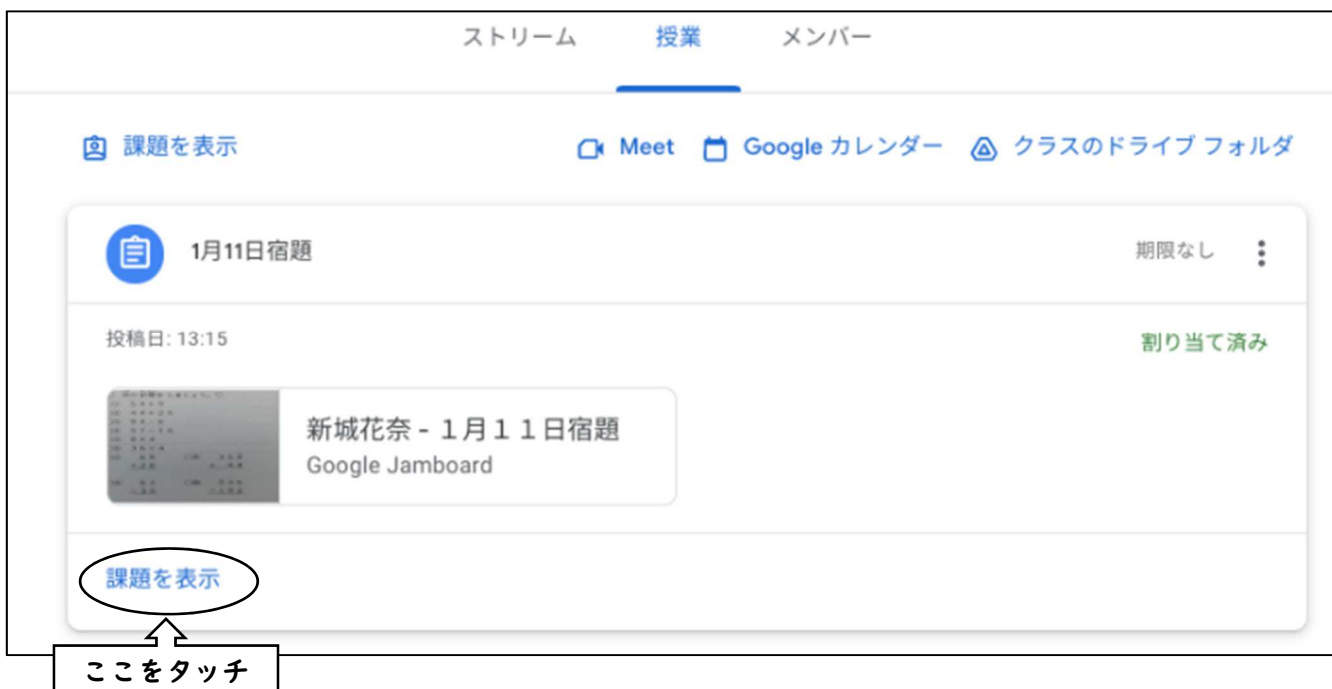 ストリーム 授業 メンバー
課題を表示 Meet Google カレンダー クラスのドライブ フォルダ
1月11日宿題 期限なし
投稿日: 13:15 割り当て済み
新城花奈 - １月１１日宿題
Google Jamboard
課題を表示
ここをタッチ